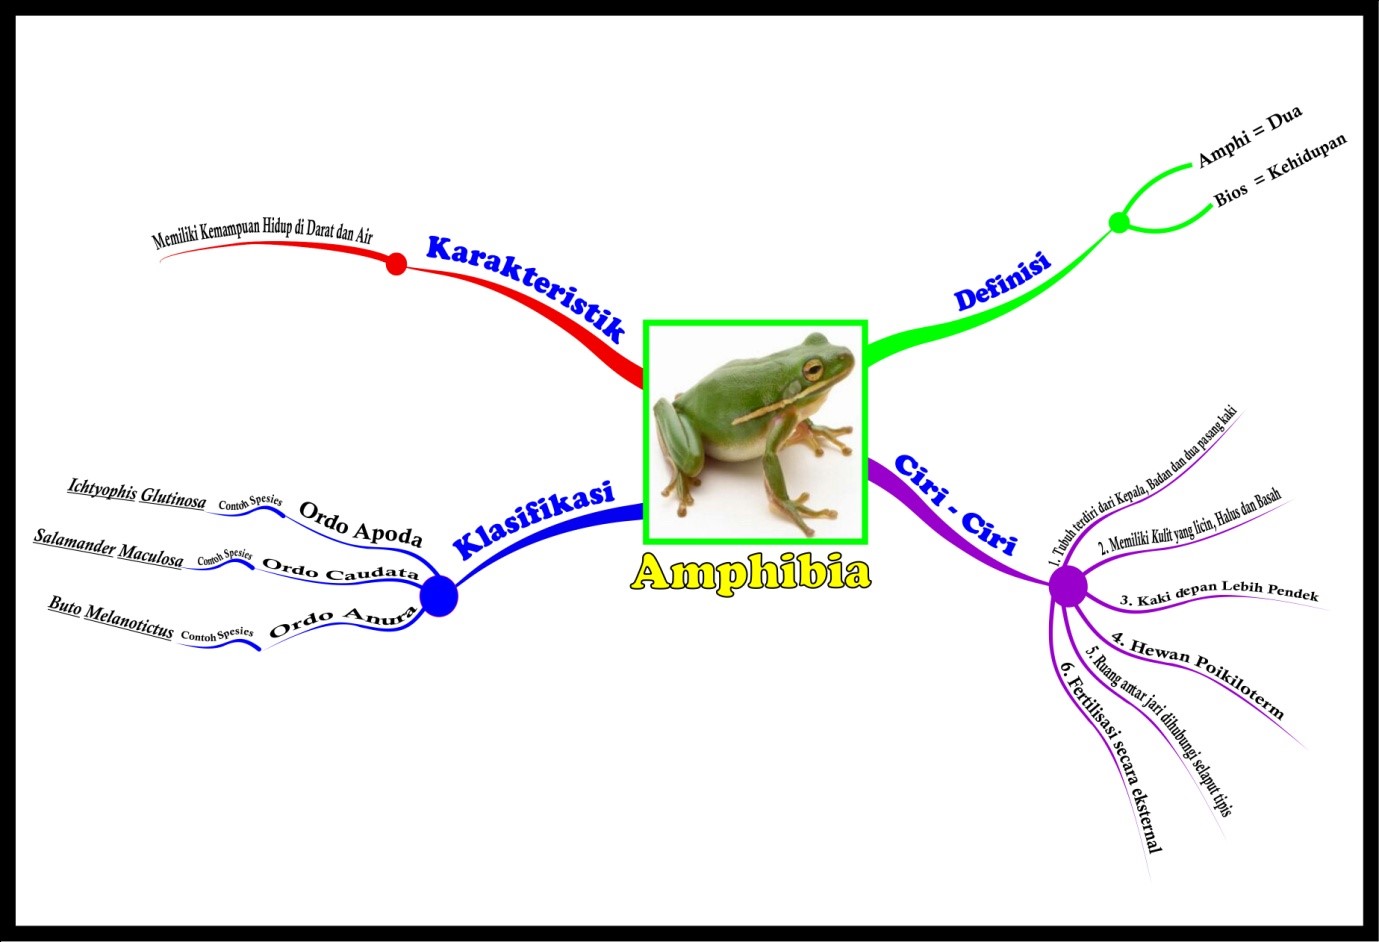 Amphibia
Definisi
Amphi = Dua
Bios = Kehidupan
Ciri - Ciri
1. Tubuh terdiri dari Kepala, Badan dan dua pasang kaki
2. Memiliki Kulit yang licin, Halus dan Basah
3. Kaki depan Lebih Pendek
4. Hewan Poikiloterm
5. Ruang antar jari dihubungi selaput tipis
6. Fertilisasi secara eksternal
Klasifikasi
Ordo Apoda
Contoh Spesies
Ichtyophis Glutinosa
Ordo Caudata
Contoh Spesies
Salamander Maculosa
Ordo Anura
Contoh Spesies
Buto Melanotictus
Karakteristik
Memiliki Kemampuan Hidup di Darat dan Air